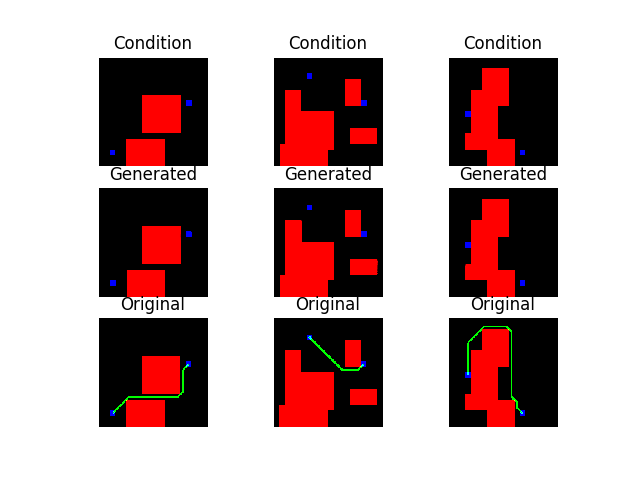 Condition Condition Condition
Generated Generated Generated
Original Original Original